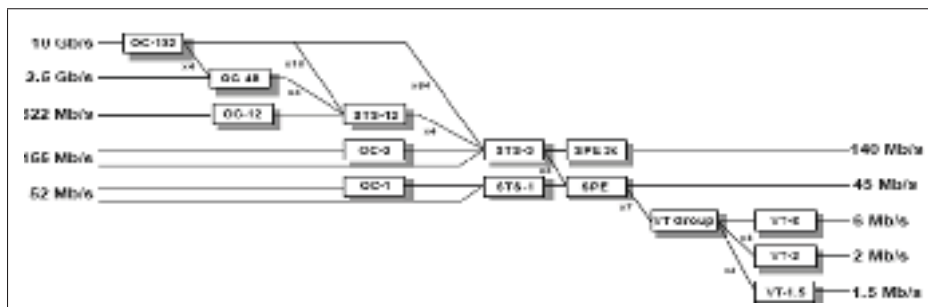 10 Gb/s OC-192
x4 x16
2.5 Gb/s OC-48 x64
x4
622 Mb/s OC-12 STS-12
x4
155 Mb/s OC-3 STS-3 SPE3c 140 Mb/s
x3
52 Mb/s OC-1 STS-1 SPE 45 Mb/s
x7
VT Group VT-6 6 Mb/s
VT-2 2 Mb/s
x4
VT-1.5 1.5 Mb/s